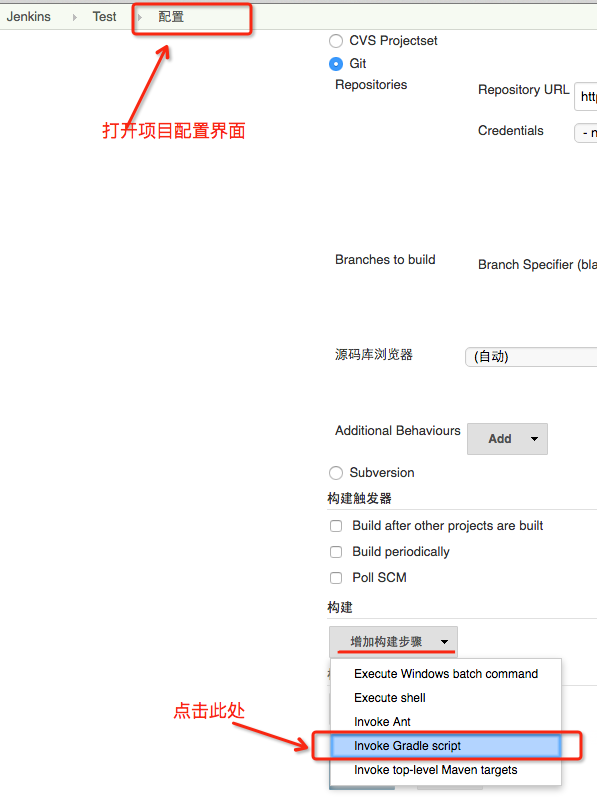 Jenkins Test 配置
CVS Projectset
Git
Repositories
Repository URL
http
Credentials
- n
打开项目配置界面
Branches to build
Branch Specifier (bla
源码库浏览器
(自动)
Additional Behaviours
Add
Subversion
构建触发器
Build after other projects are built
Build periodically
Poll SCM
构建
增加构建步骤
Execute Windows batch command
Execute shell
Invoke Ant
点击此处
Invoke Gradle script
Invoke top-level Maven targets